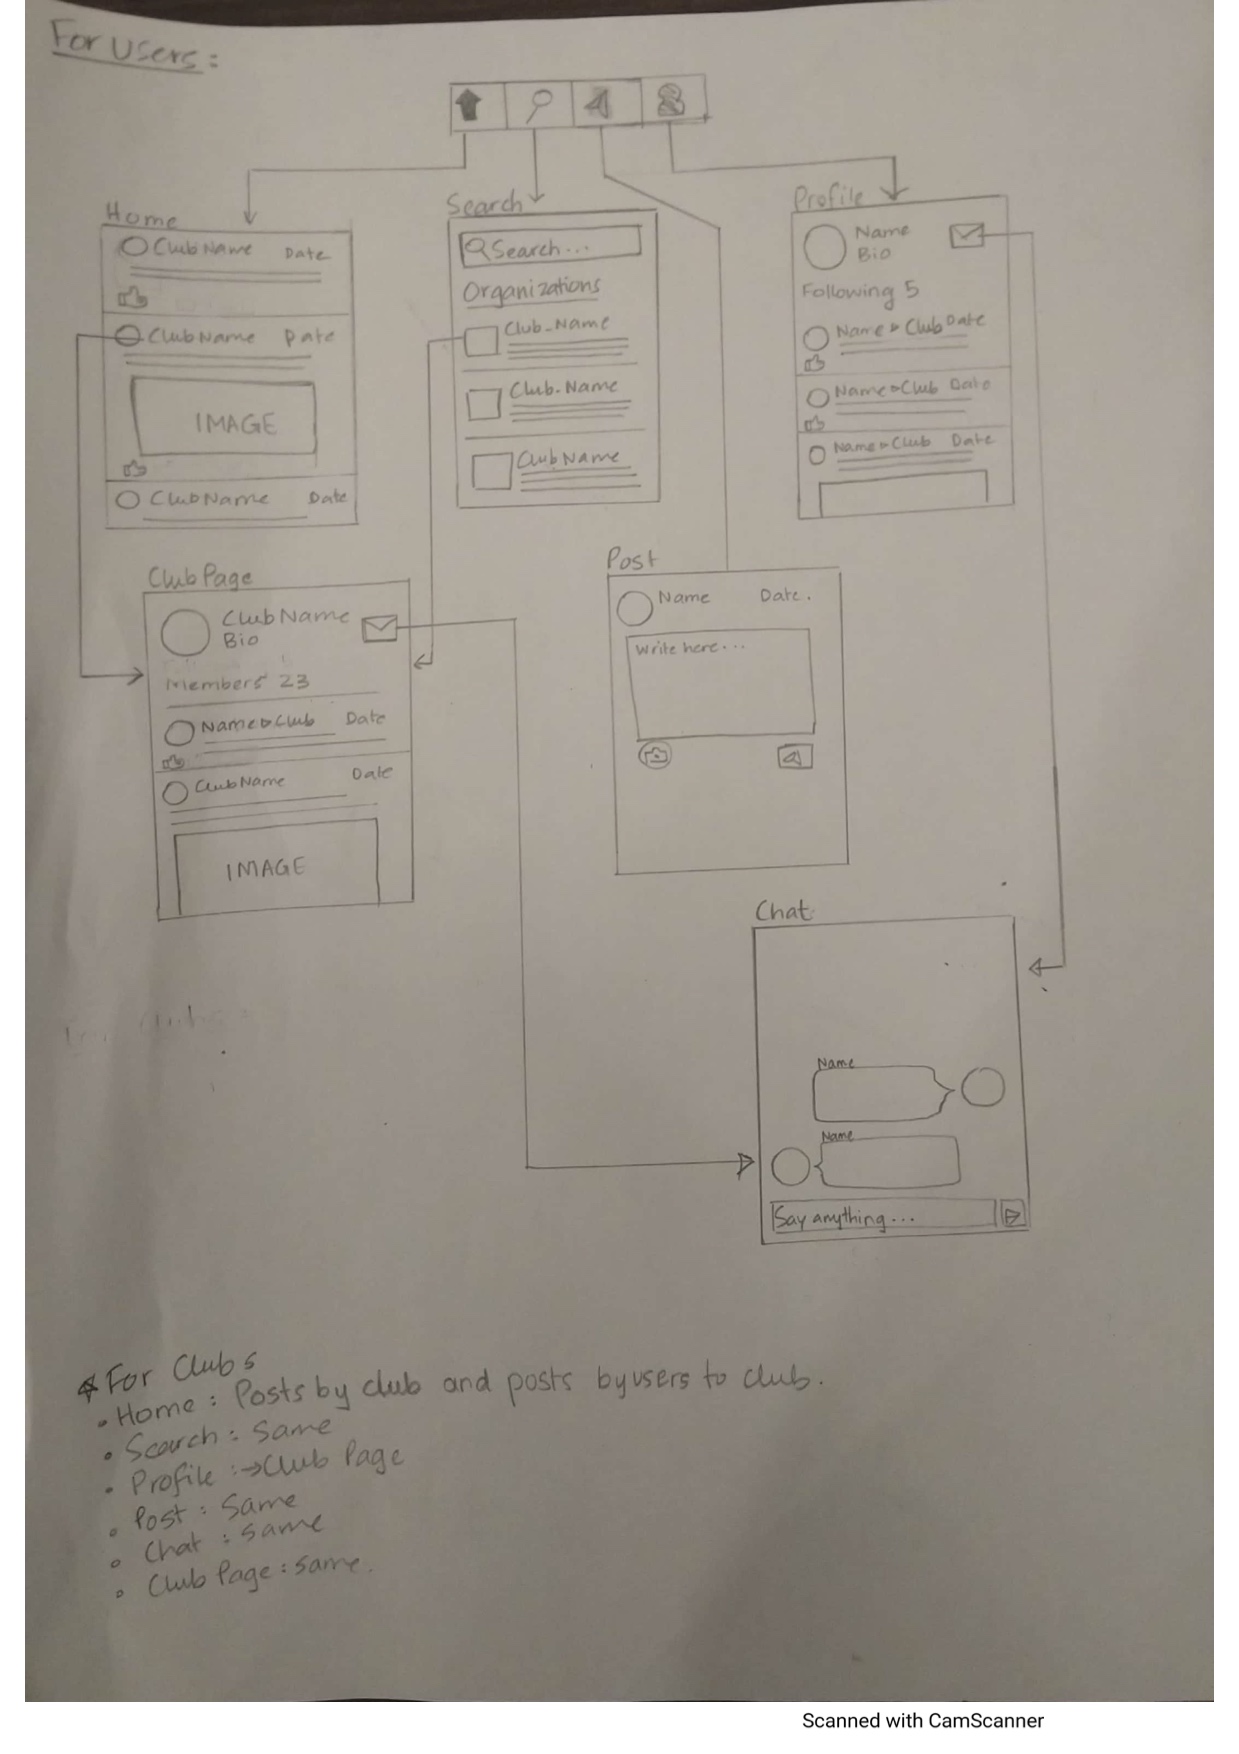 For Users:
Home
Club Name Date
Club Name Date
IMAGE
Club Name Date
Search
Search...
Organizations
Club_Name
Club-Name
Club Name
Profile
Name
Bio
Following 5
Name ▹ Club Date
Name ▹ Club Date
Name ▹ Club Date
Club Page
Club Name
Bio
Members 23
Name ▹ Club Date
Club Name Date
IMAGE
Post
Name Date.
Write here...
Chat
Name
Name
Say anything...
* For Clubs
• Home : Posts by club and posts by users to club.
• Search : Same
• Profile : → Club Page
• Post : Same
• Chat : Same
• Club Page : same.
Scanned with CamScanner